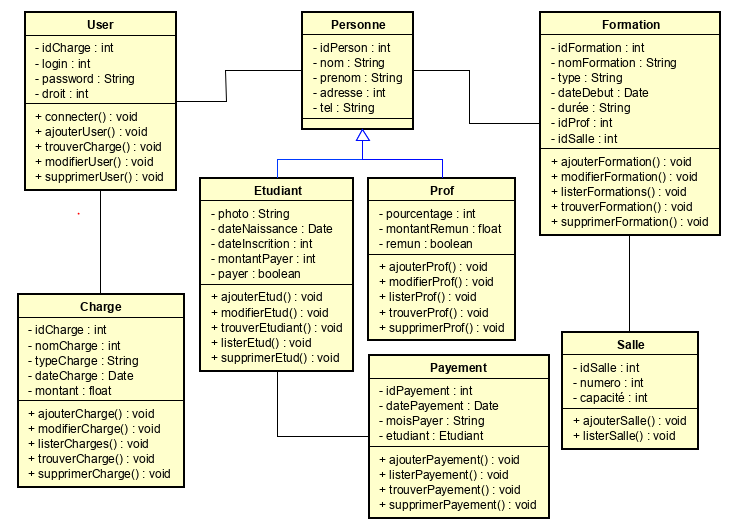 User
- idCharge : int
- login : int
- password : String
- droit : int
+ connecter() : void
+ ajouterUser() : void
+ trouverCharge() : void
+ modifierUser() : void
+ supprimerUser() : void
Personne
- idPerson : int
- nom : String
- prenom : String
- adresse : int
- tel : String
Formation
- idFormation : int
- nomFormation : String
- type : String
- dateDebut : Date
- durée : String
- idProf : int
- idSalle : int
+ ajouterFormation() : void
+ modifierFormation() : void
+ listerFormations() : void
+ trouverFormation() : void
+ supprimerFormation() : void
Etudiant
- photo : String
- dateNaissance : Date
- dateInscrition : int
- montantPayer : int
- payer : boolean
+ ajouterEtud() : void
+ modifierEtud() : void
+ trouverEtudiant() : void
+ listerEtud() : void
+ supprimerEtud() : void
Prof
- pourcentage : int
- montantRemun : float
- remun : boolean
+ ajouterProf() : void
+ modifierProf() : void
+ listerProf() : void
+ trouverProf() : void
+ supprimerProf() : void
Charge
- idCharge : int
- nomCharge : int
- typeCharge : String
- dateCharge : Date
- montant : float
+ ajouterCharge() : void
+ modifierCharge() : void
+ listerCharges() : void
+ trouverCharge() : void
+ supprimerCharge() : void
Payement
- idPayement : int
- datePayement : Date
- moisPayer : String
- etudiant : Etudiant
+ ajouterPayement() : void
+ listerPayement() : void
+ trouverPayement() : void
+ supprimerPayement() : void
Salle
- idSalle : int
- numero : int
- capacité : int
+ ajouterSalle() : void
+ listerSalle() : void